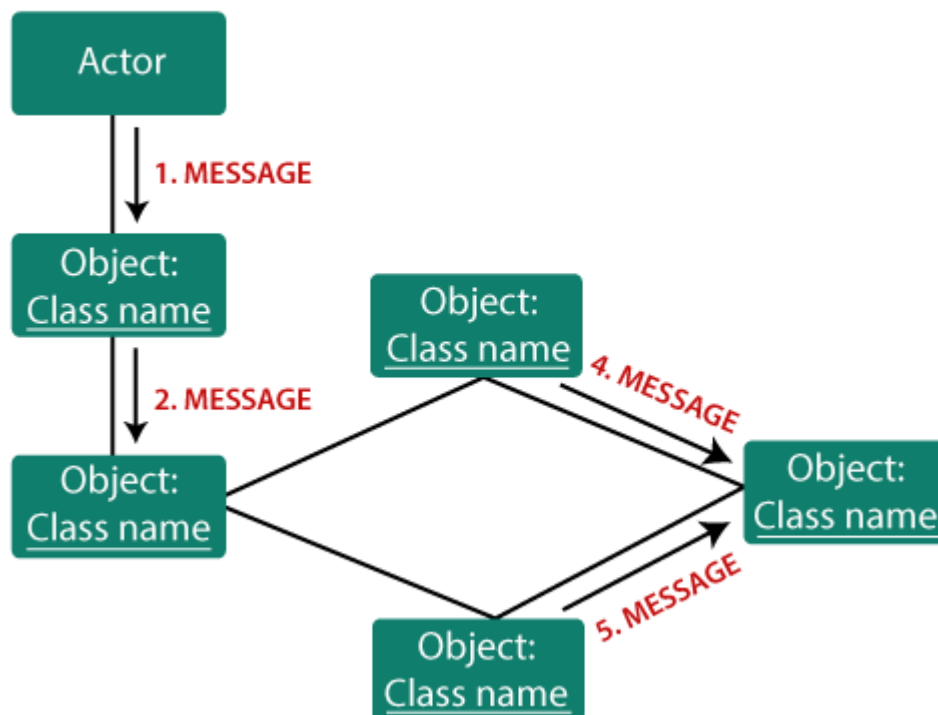 Actor
1. MESSAGE
Object:
Class name
2. MESSAGE
Object:
Class name
Object:
Class name
4. MESSAGE
Object:
Class name
5. MESSAGE
Object:
Class name